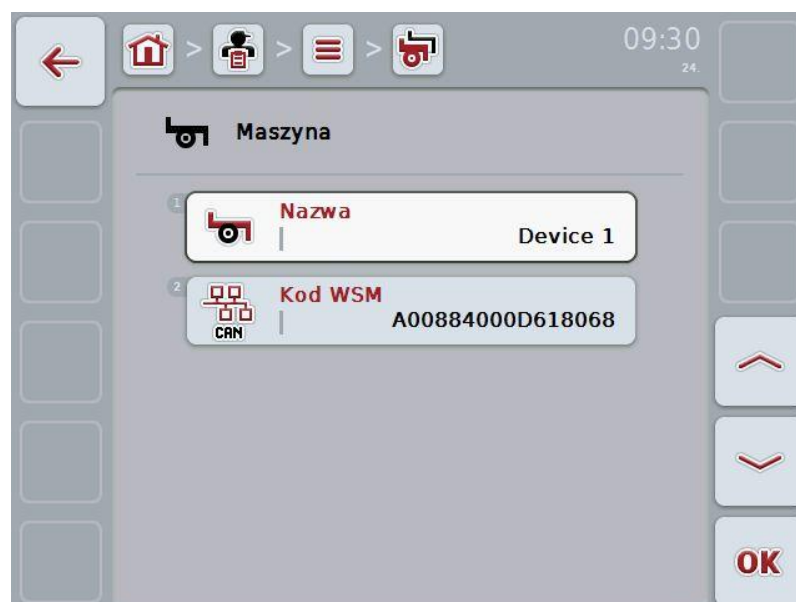 > > >
09:30
24.
Maszyna
1
Nazwa
Device 1
2
Kod WSM
CAN
A00884000D618068
OK